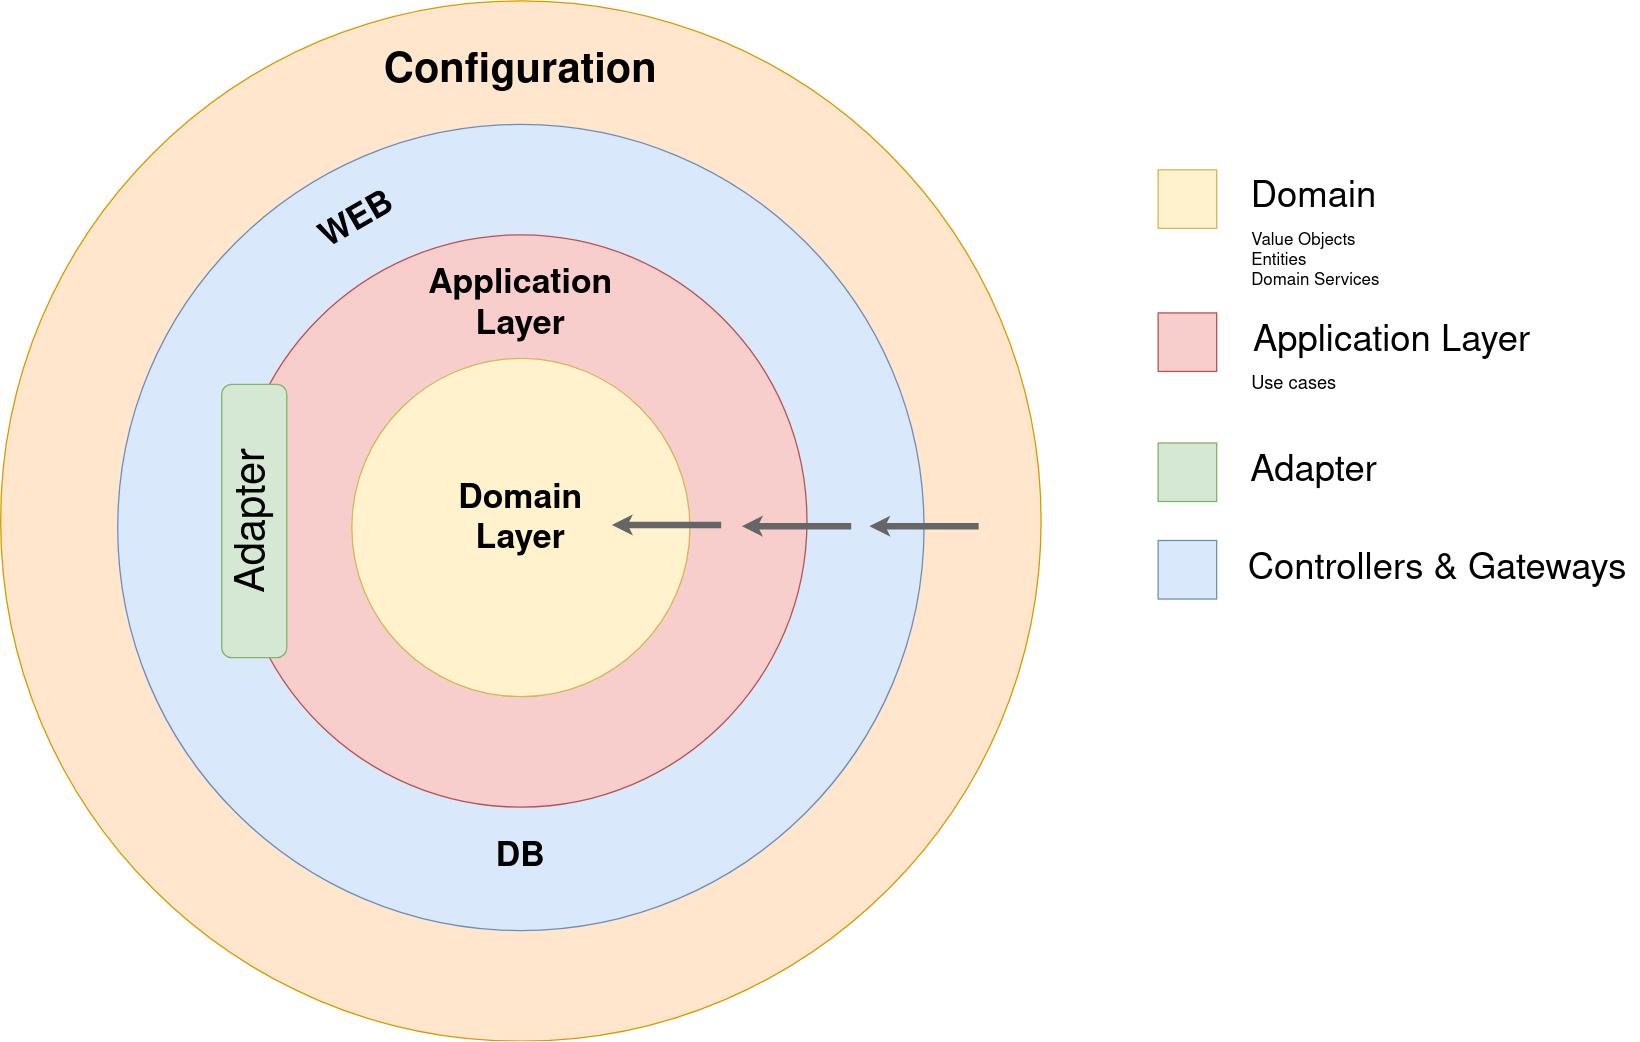 Configuration
WEB
Application
Layer
Adapter
Domain
Layer
DB
Domain
Value Objects
Entities
Domain Services
Application Layer
Use cases
Adapter
Controllers & Gateways